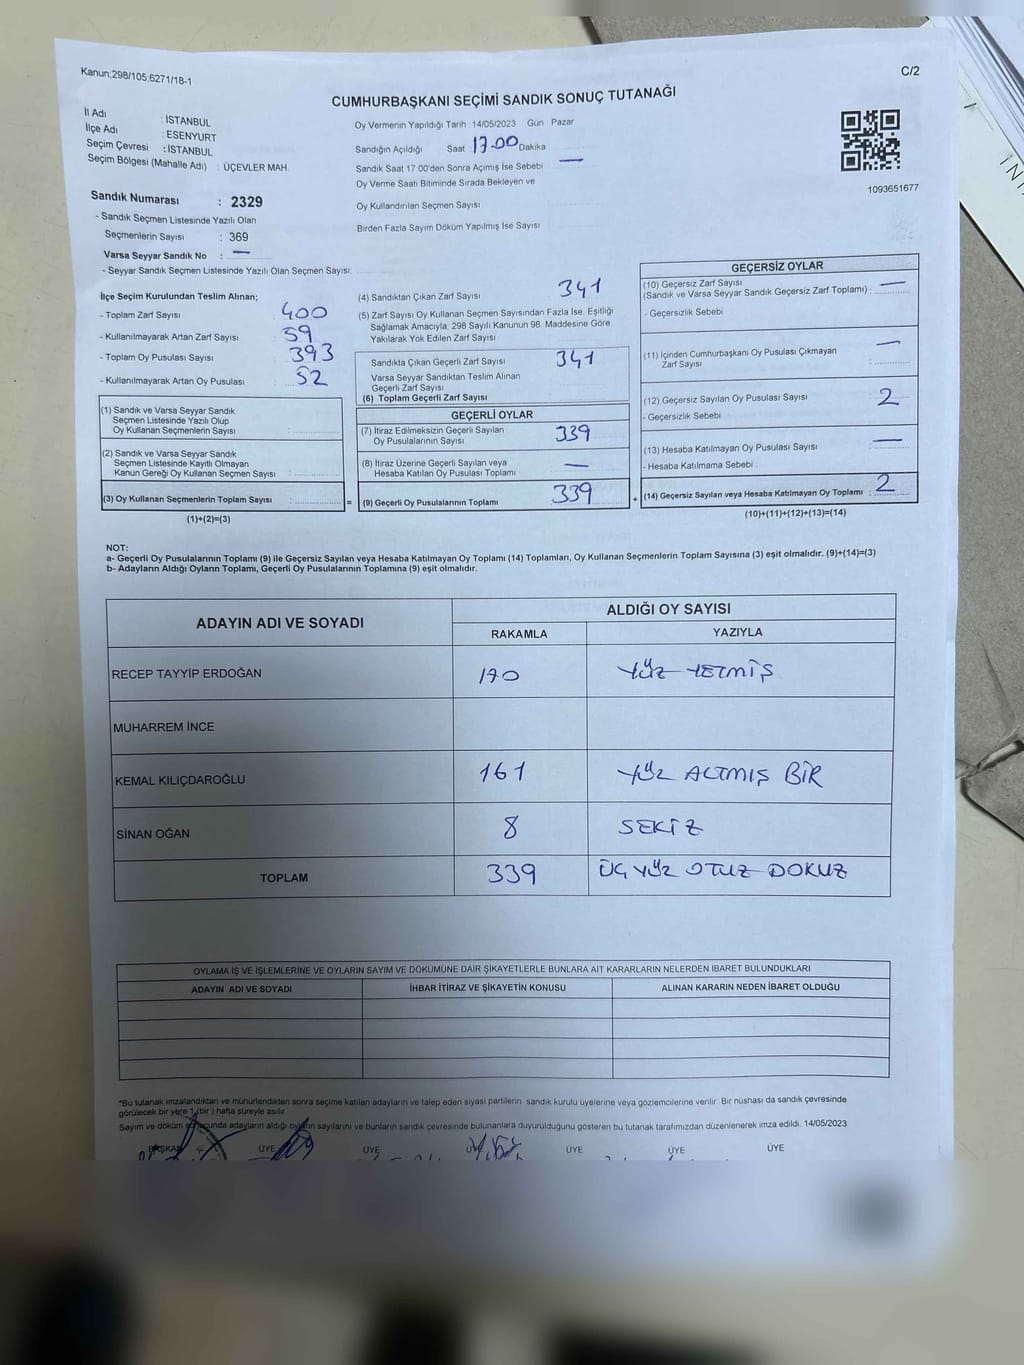 Kanun;298/105,6271/18-1
C/2
CUMHURBAŞKANI SEÇİMİ SANDIK SONUÇ TUTANAĞI
İl Adı : İSTANBUL
İlçe Adı : ESENYURT
Seçim Çevresi : İSTANBUL
Seçim Bölgesi (Mahalle Adı) : ÜÇEVLER MAH.
Oy Vermenin Yapıldığı Tarih : 14/05/2023 Gün Pazar
Sandığın Açıldığı Saat 17.00 Dakika
Sandık Saat 17 00'den Sonra Açımış İse Sebebi —
Oy Verme Saati Bitiminde Sırada Bekleyen ve
Oy Kullandırılan Seçmen Sayısı
Birden Fazla Sayım Döküm Yapılmış İse Sayısı
1093651677
Sandık Numarası : 2329
- Sandık Seçmen Listesinde Yazılı Olan
Seçmenlerin Sayısı : 369
Varsa Seyyar Sandık No : —
- Seyyar Sandık Seçmen Listesinde Yazılı Olan Seçmen Sayısı:
İlçe Seçim Kurulundan Teslim Alınan;
- Toplam Zarf Sayısı : 400
- Kullanılmayarak Artan Zarf Sayısı : 59
- Toplam Oy Pusulası Sayısı : 393
- Kullanılmayarak Artan Oy Pusulası : 52
(1) Sandık ve Varsa Seyyar Sandık
Seçmen Listesinde Yazılı Olup
Oy Kullanan Seçmenlerin Sayısı :
(2) Sandık ve Varsa Seyyar Sandık
Seçmen Listesinde Kayıtlı Olmayan
Kanun Gereği Oy Kullanan Seçmen Sayısı :
(3) Oy Kullanan Seçmenlerin Toplam Sayısı :
(1)+(2)=(3)
(4) Sandıktan Çıkan Zarf Sayısı 341
(5) Zarf Sayısı Oy Kullanan Seçmen Sayısından Fazla İse, Eşitliği
Sağlamak Amacıyla; 298 Sayılı Kanunun 98. Maddesine Göre
Yakılarak Yok Edilen Zarf Sayısı
Sandıkta Çıkan Geçerli Zarf Sayısı 341
Varsa Seyyar Sandıktan Teslim Alınan
Geçerli Zarf Sayısı
(6) Toplam Geçerli Zarf Sayısı
GEÇERLİ OYLAR
(7) İtiraz Edilmeksizin Geçerli Sayılan
Oy Pusulalarının Sayısı 339
(8) İtiraz Üzerine Geçerli Sayılan veya
Hesaba Katılan Oy Pusulası Toplamı —
= (9) Geçerli Oy Pusulalarının Toplamı 339
GEÇERSİZ OYLAR
(10) Geçersiz Zarf Sayısı
(Sandık ve Varsa Seyyar Sandık Geçersiz Zarf Toplamı) : —
- Geçersizlik Sebebi
(11) İçinden Cumhurbaşkanı Oy Pusulası Çıkmayan
Zarf Sayısı : —
(12) Geçersiz Sayılan Oy Pusulası Sayısı : 2
- Geçersizlik Sebebi
(13) Hesaba Katılmayan Oy Pusulası Sayısı : —
- Hesaba Katılmama Sebebi :
+ (14) Geçersiz Sayılan veya Hesaba Katılmayan Oy Toplamı : 2
(10)+(11)+(12)+(13)=(14)
NOT:
a- Geçerli Oy Pusulalarının Toplamı (9) ile Geçersiz Sayılan veya Hesaba Katılmayan Oy Toplamı (14) Toplamları, Oy Kullanan Seçmenlerin Toplam Sayısına (3) eşit olmalıdır. (9)+(14)=(3)
b- Adayların Aldığı Oyların Toplamı, Geçerli Oy Pusulalarının Toplamına (9) eşit olmalıdır.
ADAYIN ADI VE SOYADI
ALDIĞI OY SAYISI
RAKAMLA YAZIYLA
RECEP TAYYİP ERDOĞAN 170 YÜZ YETMİŞ
MUHARREM İNCE
KEMAL KILIÇDAROĞLU 161 YÜZ ALTMIŞ BİR
SİNAN OĞAN 8 SEKİZ
TOPLAM 339 ÜÇ YÜZ OTUZ DOKUZ
OYLAMA İŞ VE İŞLEMLERİNE VE OYLARIN SAYIM VE DÖKÜMÜNE DAİR ŞİKAYETLERLE BUNLARA AİT KARARLARIN NELERDEN İBARET BULUNDUKLARI
ADAYIN ADI VE SOYADI İHBAR İTİRAZ VE ŞİKAYETİN KONUSU ALINAN KARARIN NEDEN İBARET OLDUĞU
*Bu tutanak imzalandıktan ve mühürlendikten sonra seçime katılan adayların ve talep eden siyasi partilerin sandık kurulu üyelerine veya gözlemcilerine verilir. Bir nüshası da sandık çevresinde
görülecek bir yere 1 (bir) hafta süreyle asılır
Sayım ve döküm sonucunda adayların aldığı oyların sayılarını ve bunların sandık çevresinde bulunanlara duyurulduğunu gösteren bu tutanak tarafımızdan düzenlenerek imza edildi. 14/05/2023
BAŞKAN ÜYE ÜYE ÜYE ÜYE ÜYE ÜYE